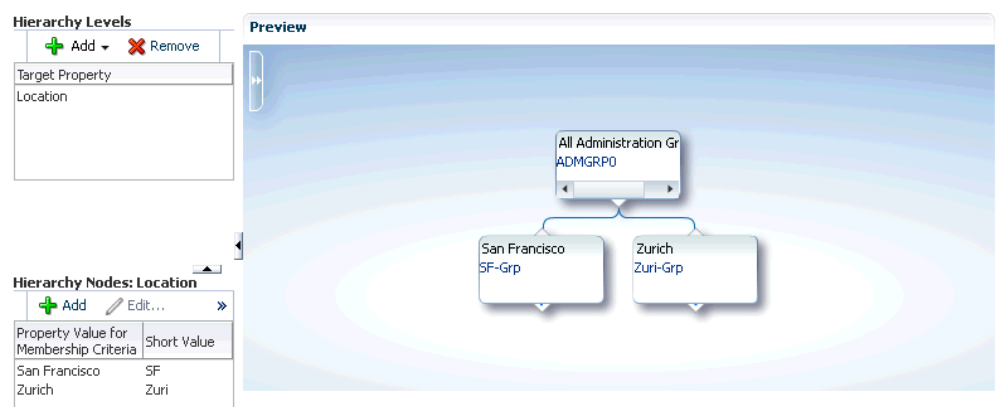 Hierarchy Levels
Add
Remove
Target Property
Location
Hierarchy Nodes: Location
Add
Edit...
»
Property Value for Membership Criteria
Short Value
San Francisco SF
Zurich Zuri
Preview
All Administration Gr
ADMGRP0
San Francisco
SF-Grp
Zurich
Zuri-Grp